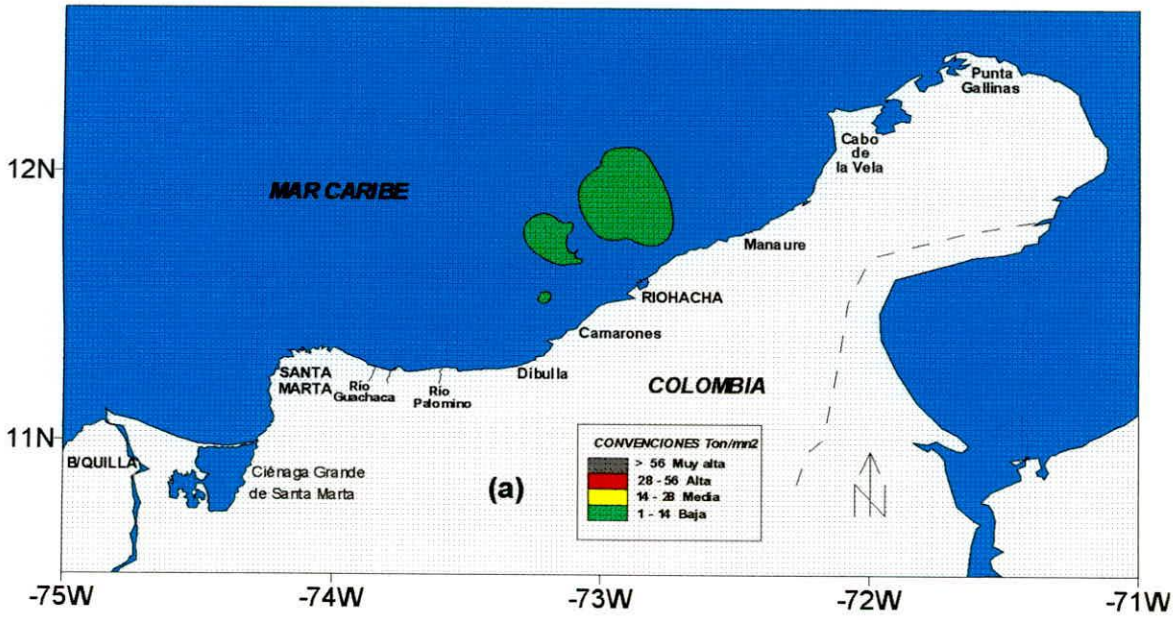 Punta
Gallinas
Cabo
de
la Vela
12N
MAR CARIBE
Manaure
RIOHACHA
Camarones
SANTA
MARTA
Río
Guachaca
Río
Palomino
Dibulla
COLOMBIA
11N
B/QUILLA
Ciénaga Grande
de Santa Marta
(a)
CONVENCIONES Ton/mn2
> 56 Muy alta
28 - 56 Alta
14 - 28 Media
1 - 14 Baja
N
-75W
-74W
-73W
-72W
-71W